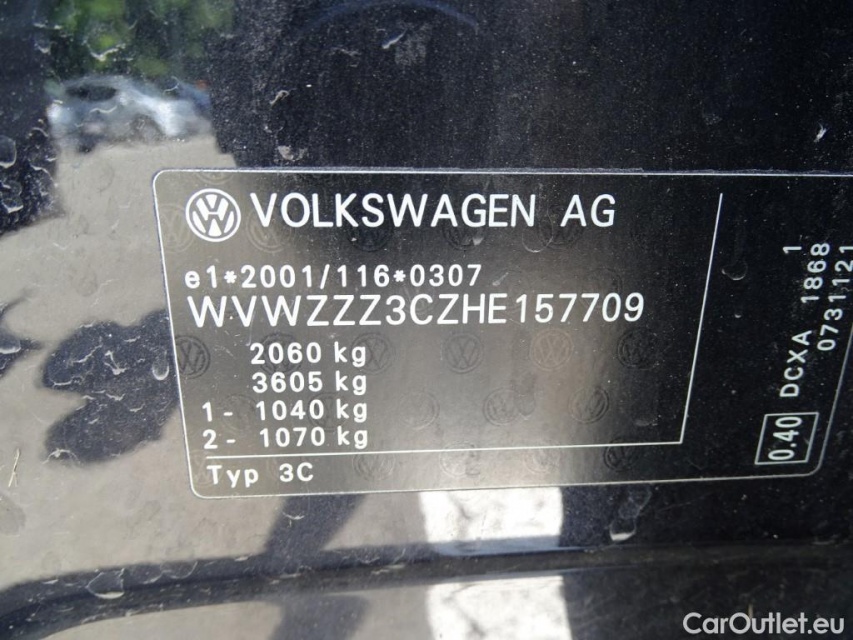 VOLKSWAGEN AG
e1*2001/116*0307
WVWZZZ3CZHE157709
2060 kg
3605 kg
1- 1040 kg
2- 1070 kg
Typ 3C
0.40
DCXA 1868
1
0731121
CarOutlet.eu